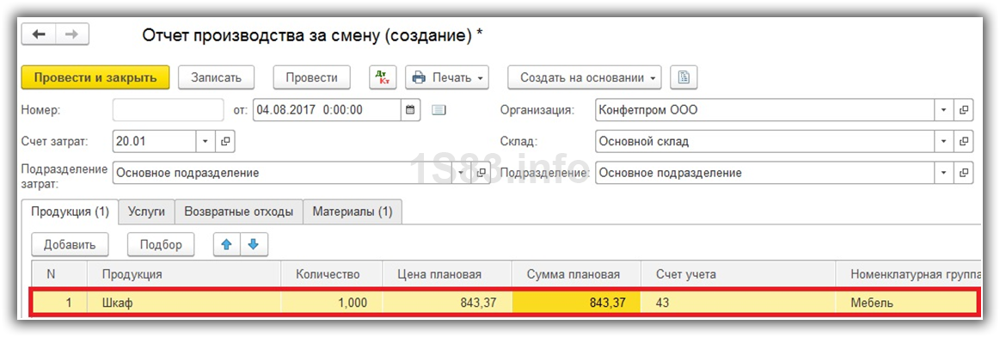 Отчет производства за смену (создание) *
Провести и закрыть Записать Провести Дт Кт Печать Создать на основании
Номер: от: 04.08.2017 0:00:00 Организация: Конфетпром ООО
Счет затрат: 20.01 Склад: Основной склад
Подразделение затрат: Основное подразделение Подразделение: Основное подразделение
1S83.info
Продукция (1) Услуги Возвратные отходы Материалы (1)
Добавить Подбор
N Продукция Количество Цена плановая Сумма плановая Счет учета Номенклатурная группа
1 Шкаф 1,000 843,37 843,37 43 Мебель